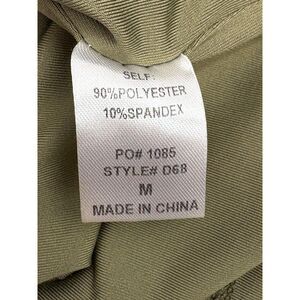 SELF:
90%POLYESTER
10%SPANDEX
PO# 1085
STYLE# D68
M
MADE IN CHINA